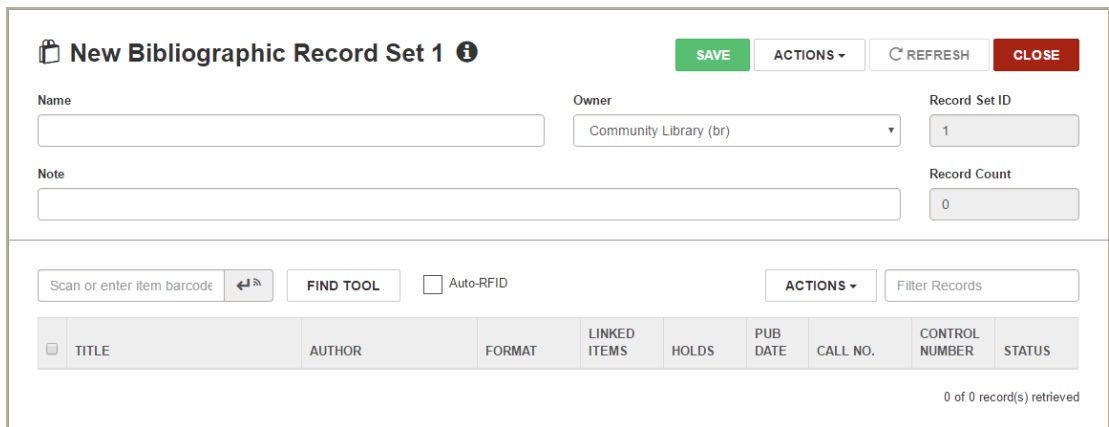 New Bibliographic Record Set 1
SAVE ACTIONS REFRESH CLOSE
Name Owner Record Set ID
Community Library (br) 1
Note Record Count
0
Scan or enter item barcode FIND TOOL Auto-RFID ACTIONS Filter Records
TITLE AUTHOR FORMAT LINKED ITEMS HOLDS PUB DATE CALL NO. CONTROL NUMBER STATUS
0 of 0 record(s) retrieved